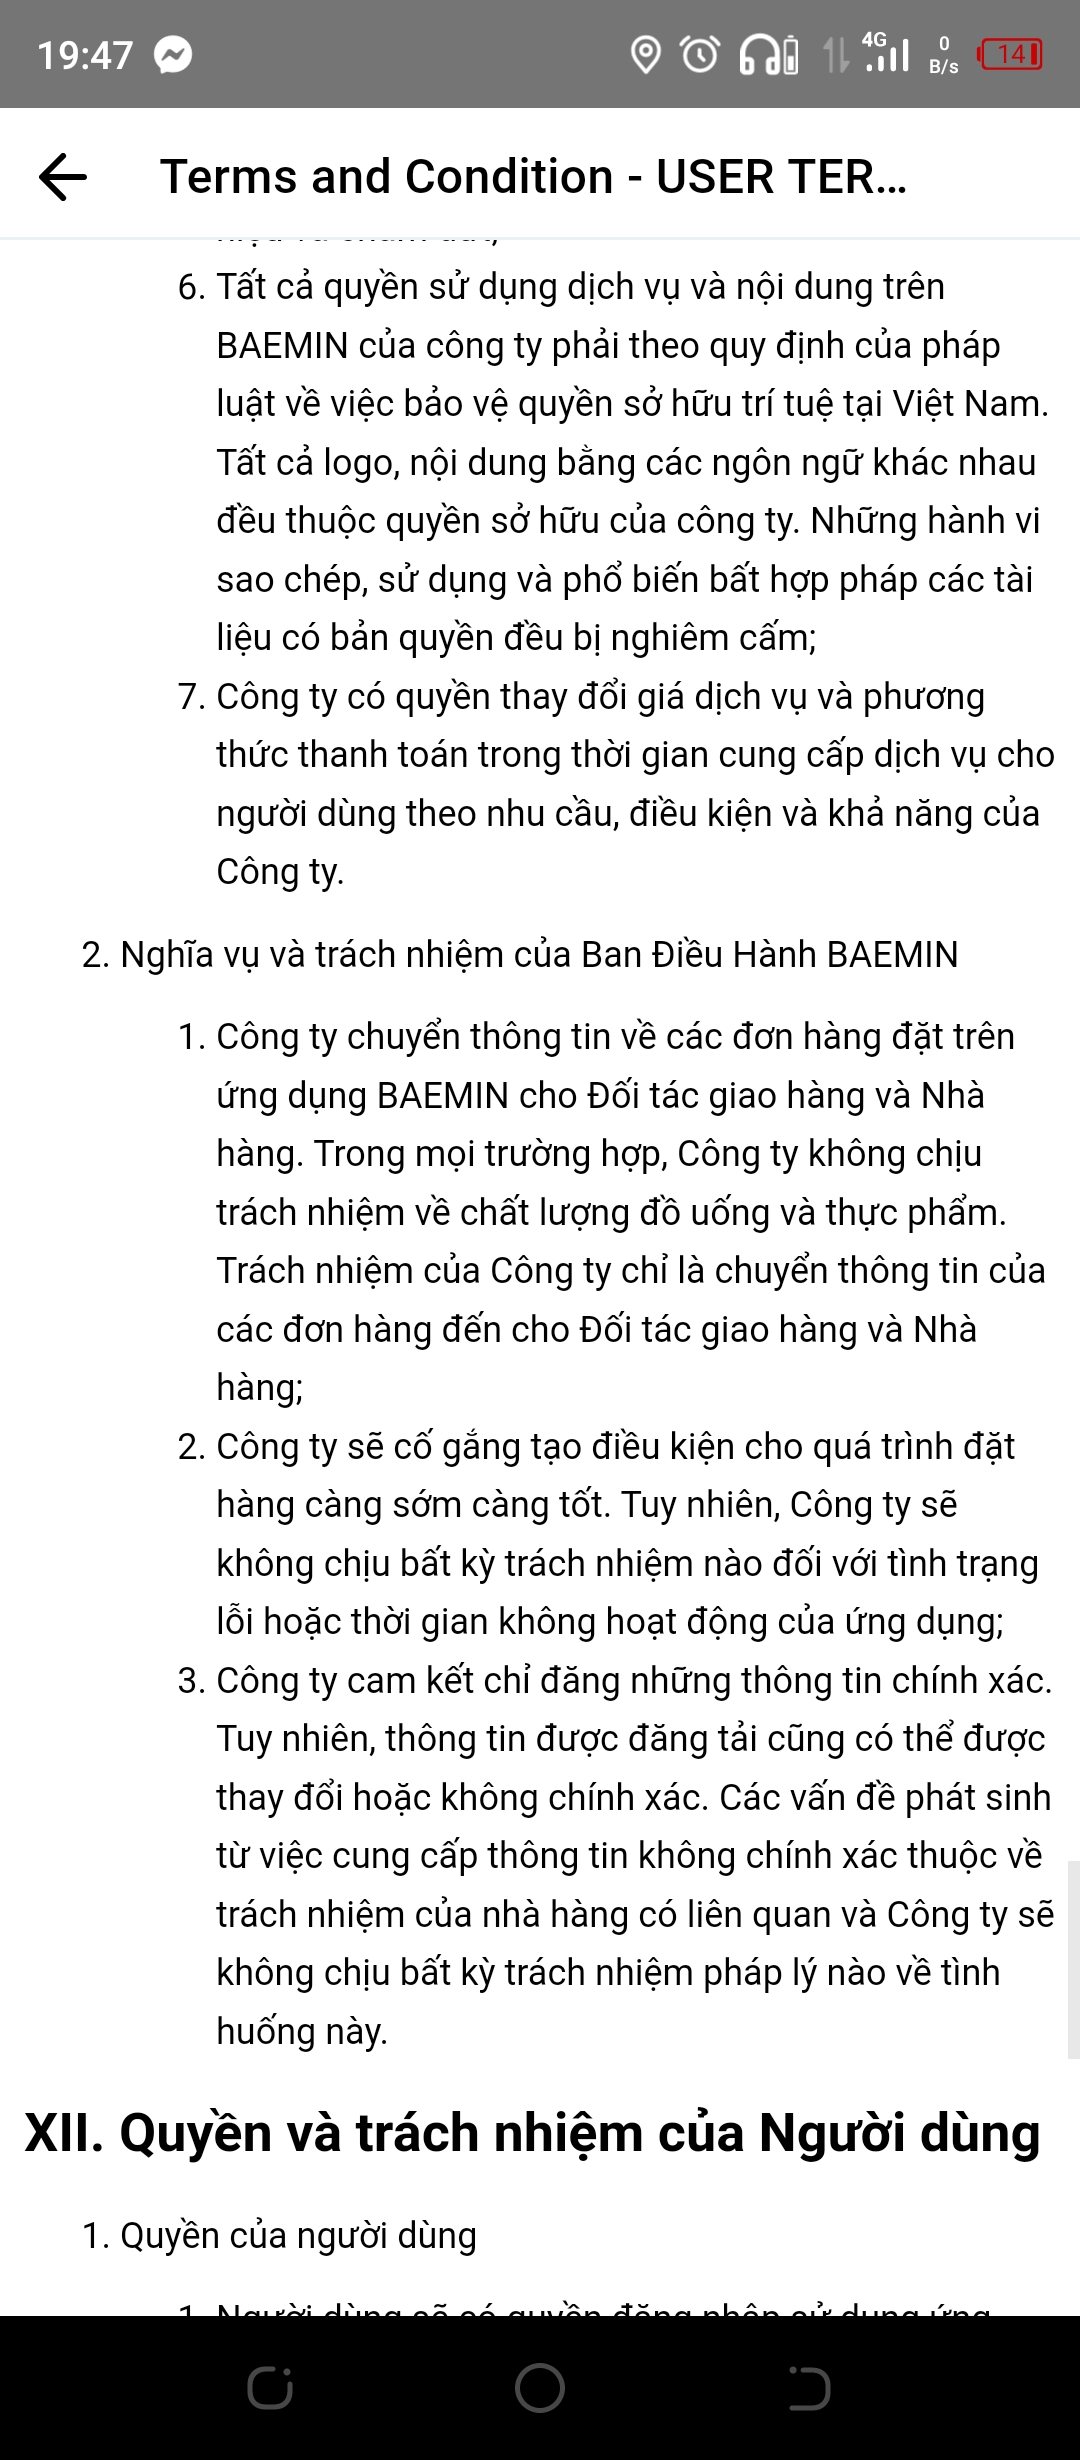 19:47
4G
0
B/s
14
Terms and Condition - USER TER...
6. Tất cả quyền sử dụng dịch vụ và nội dung trên
BAEMIN của công ty phải theo quy định của pháp
luật về việc bảo vệ quyền sở hữu trí tuệ tại Việt Nam.
Tất cả logo, nội dung bằng các ngôn ngữ khác nhau
đều thuộc quyền sở hữu của công ty. Những hành vi
sao chép, sử dụng và phổ biến bất hợp pháp các tài
liệu có bản quyền đều bị nghiêm cấm;
7. Công ty có quyền thay đổi giá dịch vụ và phương
thức thanh toán trong thời gian cung cấp dịch vụ cho
người dùng theo nhu cầu, điều kiện và khả năng của
Công ty.
2. Nghĩa vụ và trách nhiệm của Ban Điều Hành BAEMIN
1. Công ty chuyển thông tin về các đơn hàng đặt trên
ứng dụng BAEMIN cho Đối tác giao hàng và Nhà
hàng. Trong mọi trường hợp, Công ty không chịu
trách nhiệm về chất lượng đồ uống và thực phẩm.
Trách nhiệm của Công ty chỉ là chuyển thông tin của
các đơn hàng đến cho Đối tác giao hàng và Nhà
hàng;
2. Công ty sẽ cố gắng tạo điều kiện cho quá trình đặt
hàng càng sớm càng tốt. Tuy nhiên, Công ty sẽ
không chịu bất kỳ trách nhiệm nào đối với tình trạng
lỗi hoặc thời gian không hoạt động của ứng dụng;
3. Công ty cam kết chỉ đăng những thông tin chính xác.
Tuy nhiên, thông tin được đăng tải cũng có thể được
thay đổi hoặc không chính xác. Các vấn đề phát sinh
từ việc cung cấp thông tin không chính xác thuộc về
trách nhiệm của nhà hàng có liên quan và Công ty sẽ
không chịu bất kỳ trách nhiệm pháp lý nào về tình
huống này.
XII. Quyền và trách nhiệm của Người dùng
1. Quyền của người dùng
1. Người dùng sẽ có quyền đăng nhập sử dụng ứng